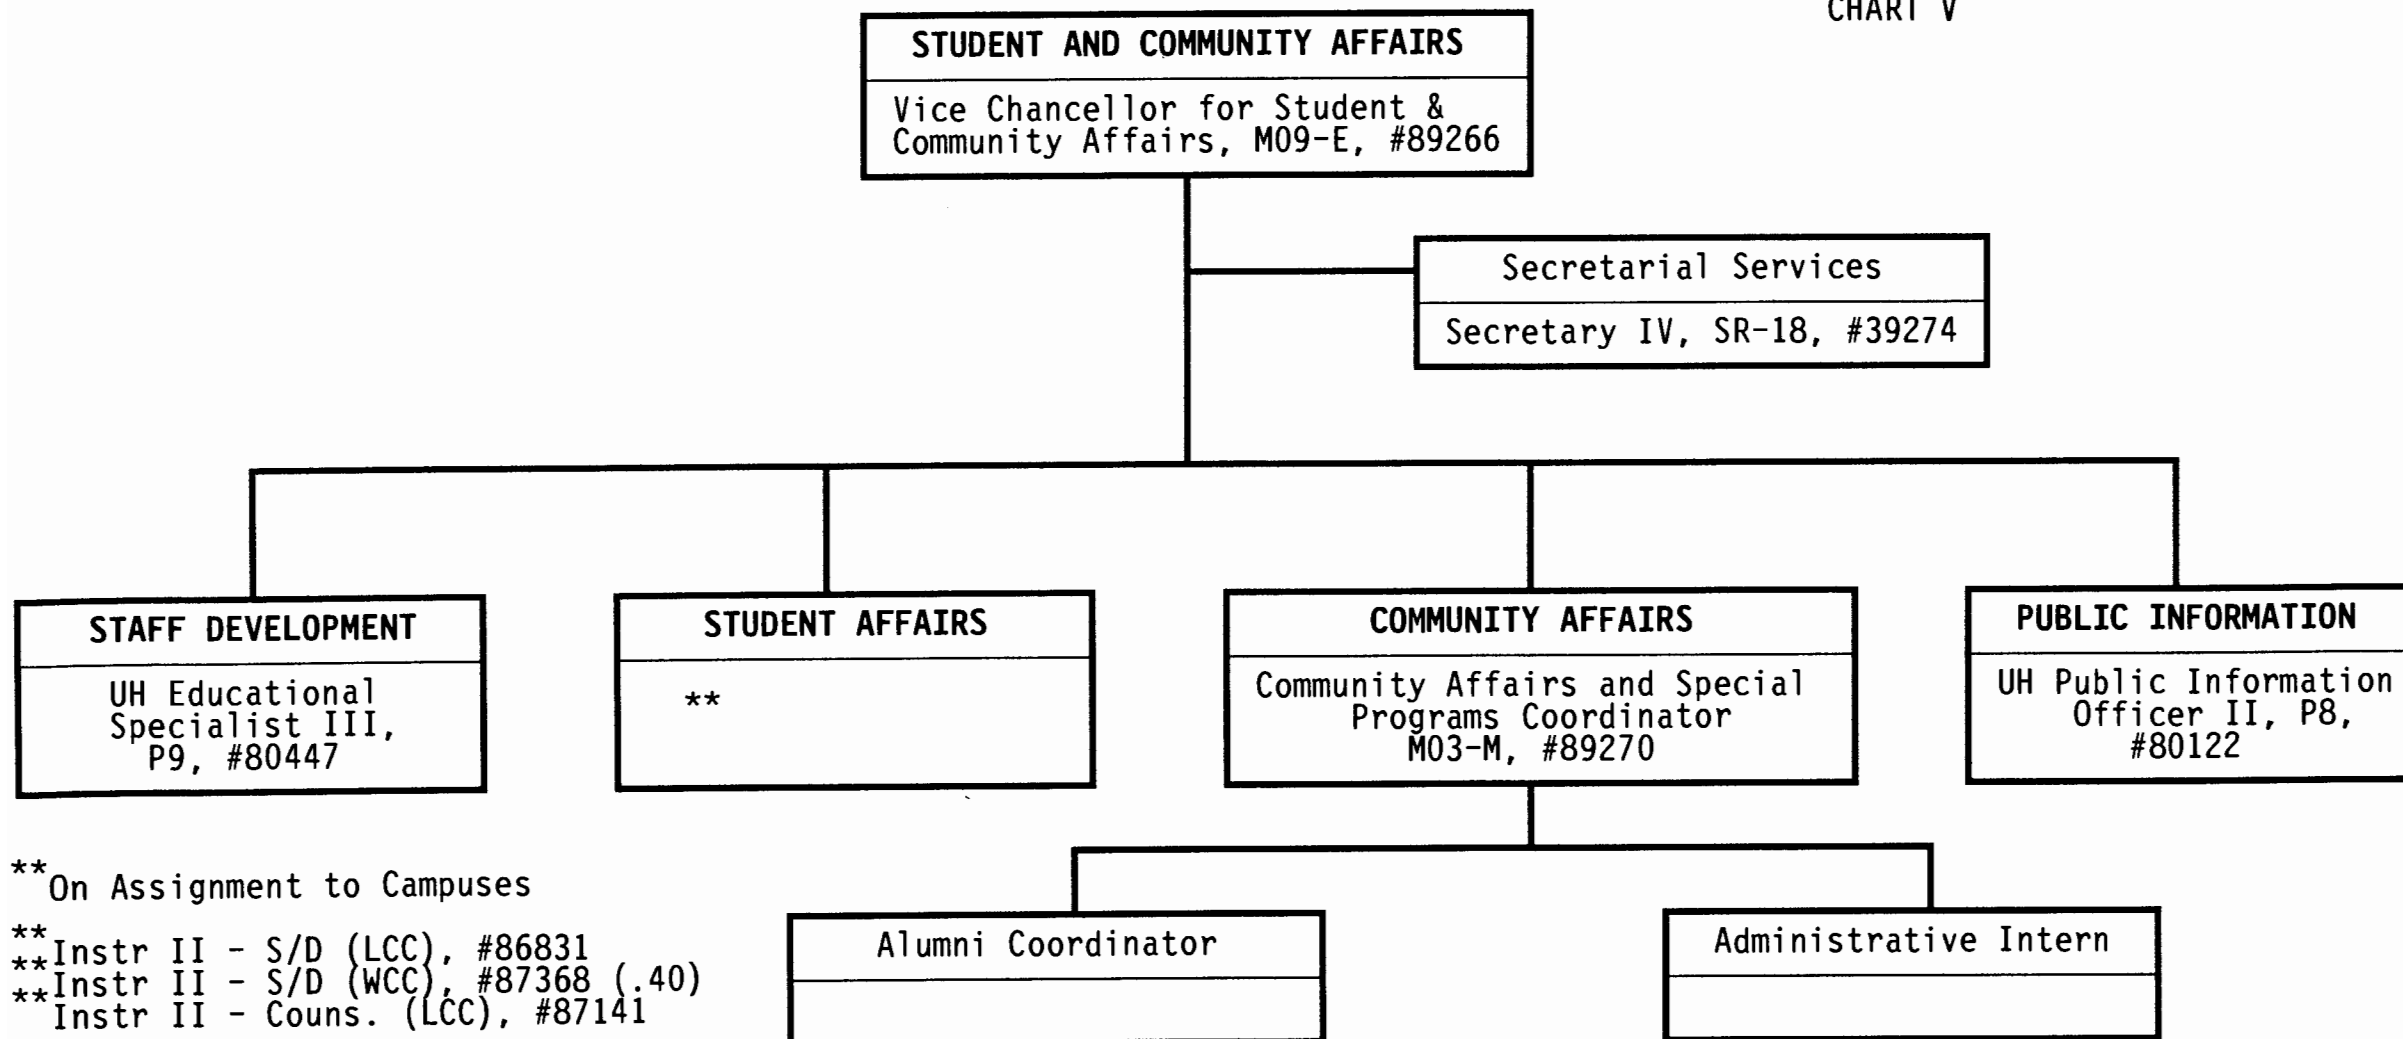 CHART V
STUDENT AND COMMUNITY AFFAIRS
Vice Chancellor for Student &
Community Affairs, M09-E, #89266
Secretarial Services
Secretary IV, SR-18, #39274
STAFF DEVELOPMENT
UH Educational
Specialist III,
P9, #80447
STUDENT AFFAIRS
**
COMMUNITY AFFAIRS
Community Affairs and Special
Programs Coordinator
M03-M, #89270
PUBLIC INFORMATION
UH Public Information
Officer II, P8,
#80122
**On Assignment to Campuses
**Instr II - S/D (LCC), #86831
**Instr II - S/D (WCC), #87368 (.40)
**Instr II - Couns. (LCC), #87141
Alumni Coordinator
Administrative Intern